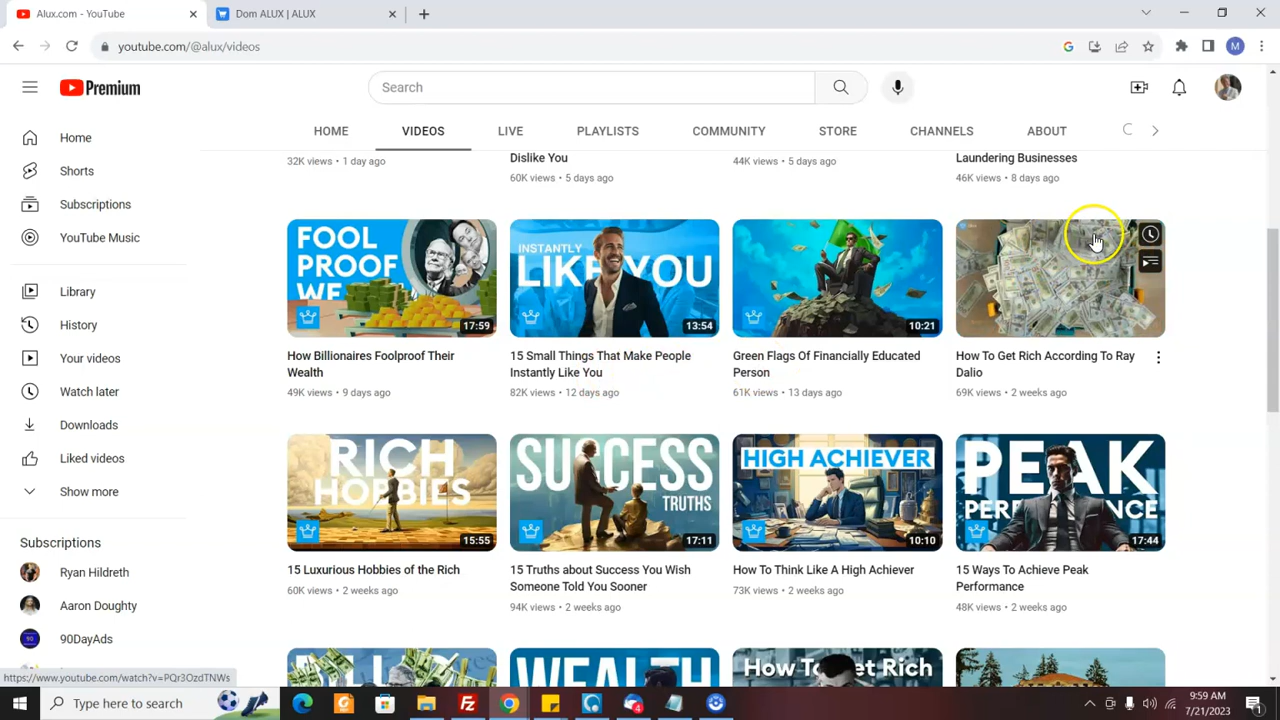 Alux.com - YouTube
Dom ALUX | ALUX
youtube.com/@alux/videos
M
Premium
Search
HOME
VIDEOS
LIVE
PLAYLISTS
COMMUNITY
STORE
CHANNELS
ABOUT
Home
Shorts
Subscriptions
YouTube Music
Library
History
Your videos
Watch later
Downloads
Liked videos
Show more
Subscriptions
Ryan Hildreth
Aaron Doughty
90DayAds
32K views • 1 day ago
Dislike You
60K views • 5 days ago
44K views • 5 days ago
Laundering Businesses
46K views • 8 days ago
FOOL
PROOF
WE
17:59
How Billionaires Foolproof Their
Wealth
49K views • 9 days ago
INSTANTLY
LIKE YOU
13:54
15 Small Things That Make People
Instantly Like You
82K views • 12 days ago
10:21
Green Flags Of Financially Educated
Person
61K views • 13 days ago
How To Get Rich According To Ray
Dalio
69K views • 2 weeks ago
RICH
HOBBIES
15:55
15 Luxurious Hobbies of the Rich
60K views • 2 weeks ago
SUCCESS
TRUTHS
17:11
15 Truths about Success You Wish
Someone Told You Sooner
94K views • 2 weeks ago
HIGH ACHIEVER
10:10
How To Think Like A High Achiever
73K views • 2 weeks ago
PEAK
PERFORMANCE
17:44
15 Ways To Achieve Peak
Performance
48K views • 2 weeks ago
WEALTH
How To Get Rich
https://www.youtube.com/watch?v=PQr3OzdTNWs
Type here to search
9:59 AM
7/21/2023